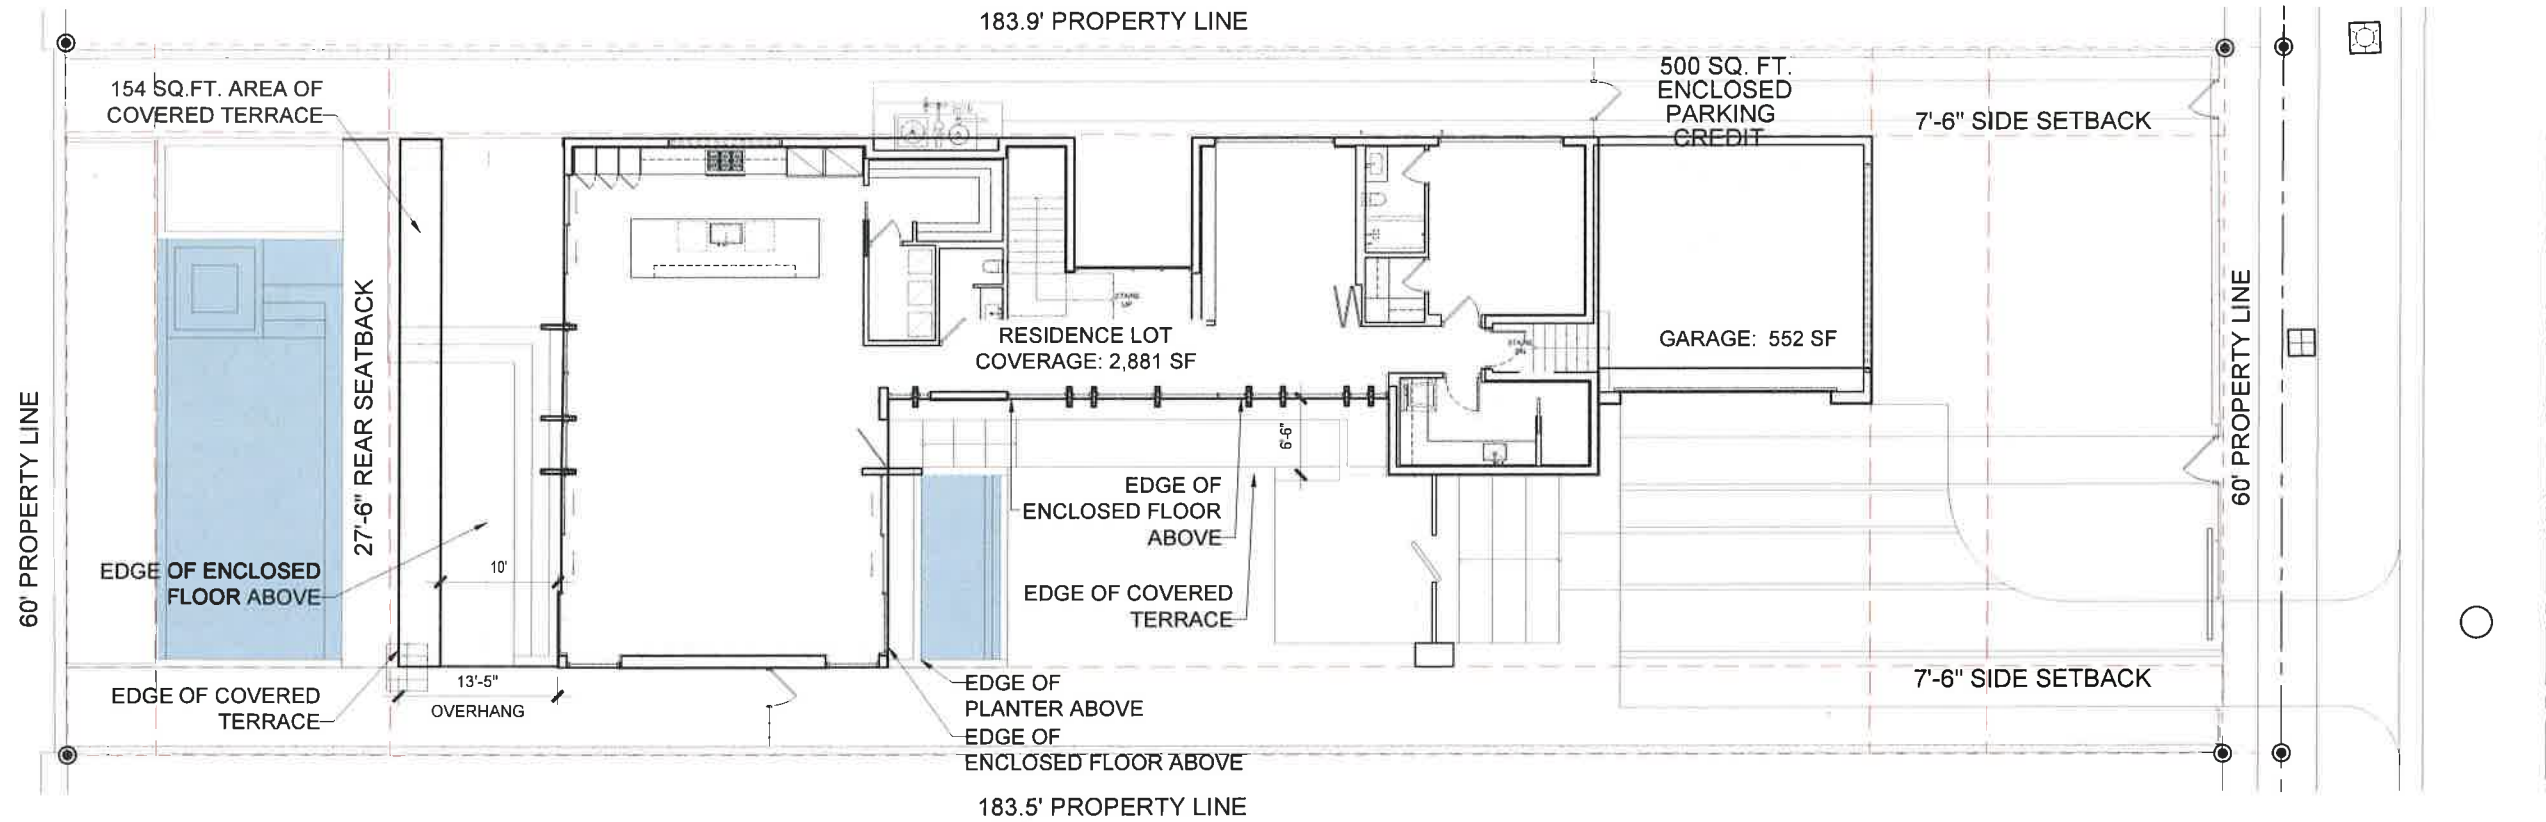 183.9' PROPERTY LINE
154 SQ.FT. AREA OF
COVERED TERRACE
500 SQ. FT.
ENCLOSED
PARKING
CREDIT
7'-6" SIDE SETBACK
60' PROPERTY LINE
27'-6" REAR SEATBACK
STAIRS
UP
RESIDENCE LOT
COVERAGE: 2,881 SF
STAIRS
DN
GARAGE: 552 SF
60' PROPERTY LINE
6'-6"
EDGE OF
ENCLOSED FLOOR
ABOVE
EDGE OF ENCLOSED
FLOOR ABOVE
10'
EDGE OF COVERED
TERRACE
EDGE OF COVERED
TERRACE
13'-5"
OVERHANG
EDGE OF
PLANTER ABOVE
EDGE OF
ENCLOSED FLOOR ABOVE
7'-6" SIDE SETBACK
183.5' PROPERTY LINE